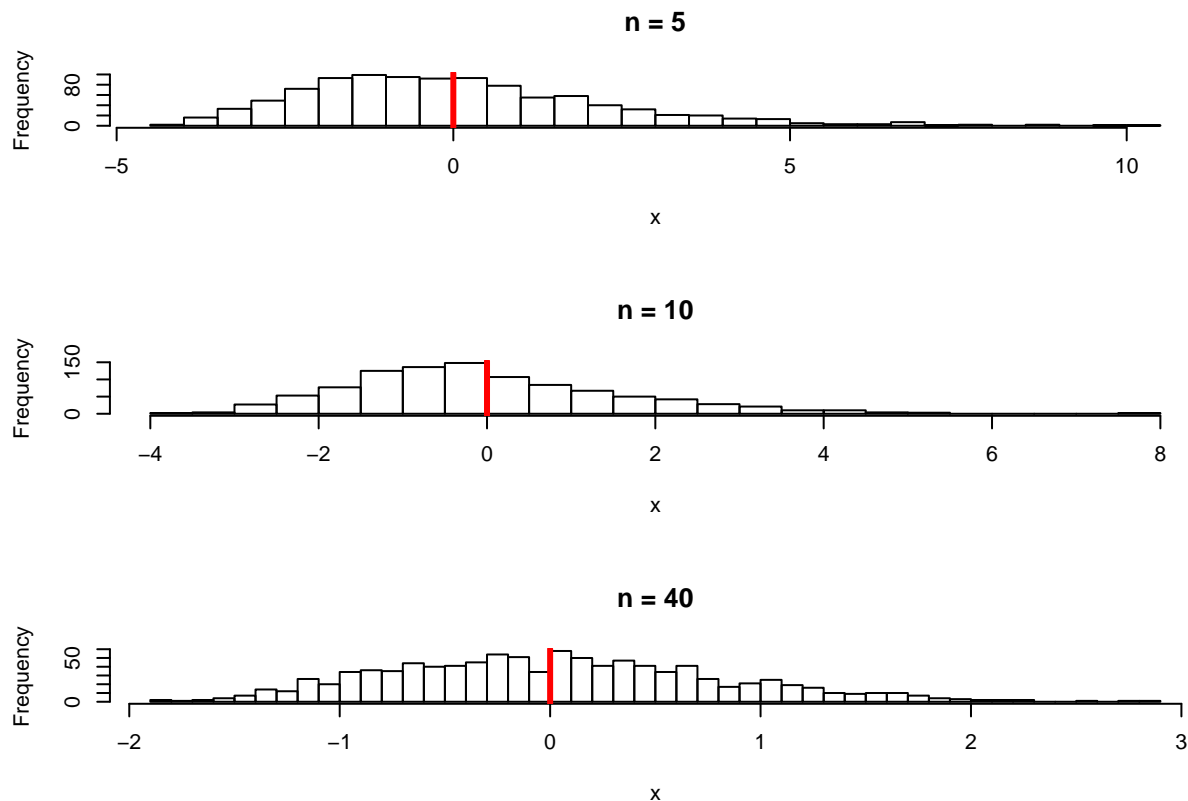 n = 5
Frequency
0 80
−5 0 5 10
x
n = 10
Frequency
0 150
−4 −2 0 2 4 6 8
x
n = 40
Frequency
0 50
−2 −1 0 1 2 3
x